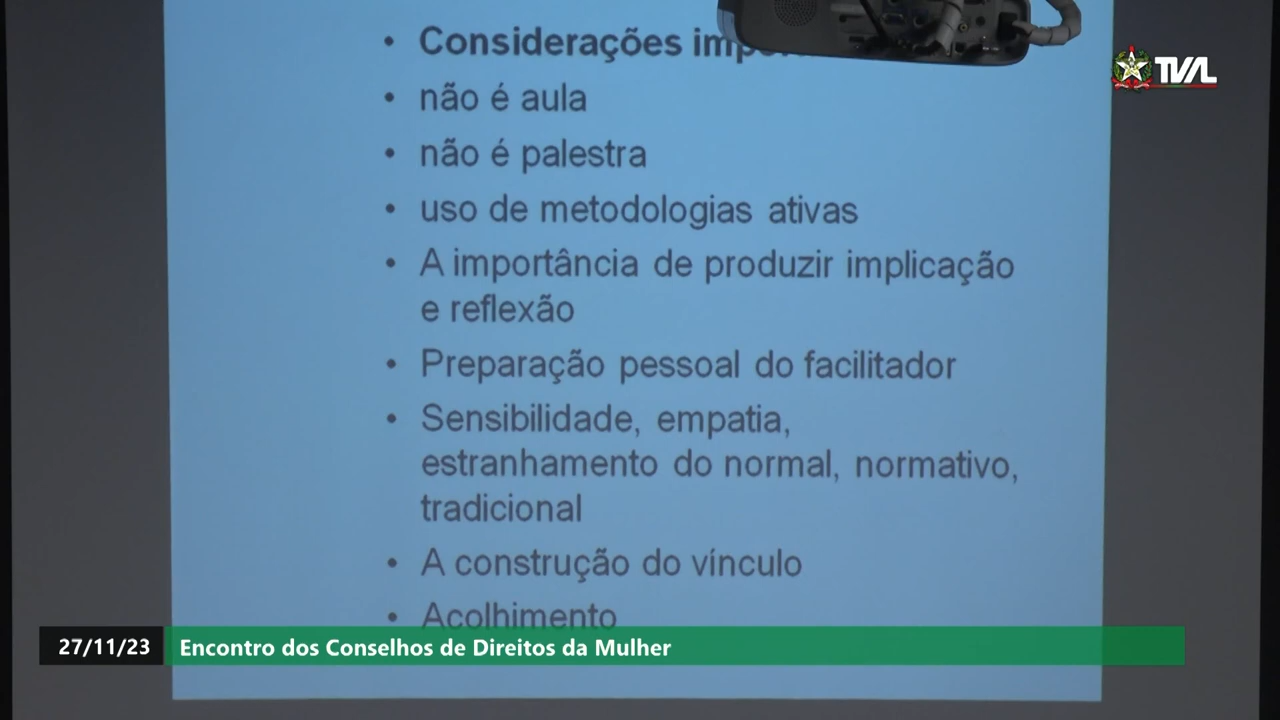 • Considerações
• não é aula
• não é palestra
• uso de metodologias ativas
• A importância de produzir implicação
e reflexão
• Preparação pessoal do facilitador
• Sensibilidade, empatia,
estranhamento do normal, normativo,
tradicional
• A construção do vínculo
• Acolhimento
TVAL
27/11/23 Encontro dos Conselhos de Direitos da Mulher